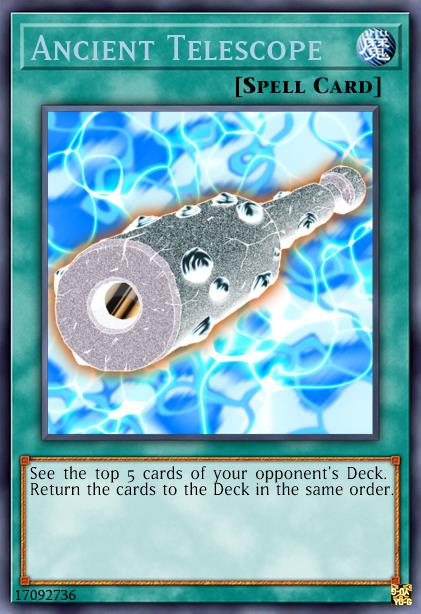 Ancient Telescope
魔
[Spell Card]
See the top 5 cards of your opponent's Deck.
Return the cards to the Deck in the same order.
17092736